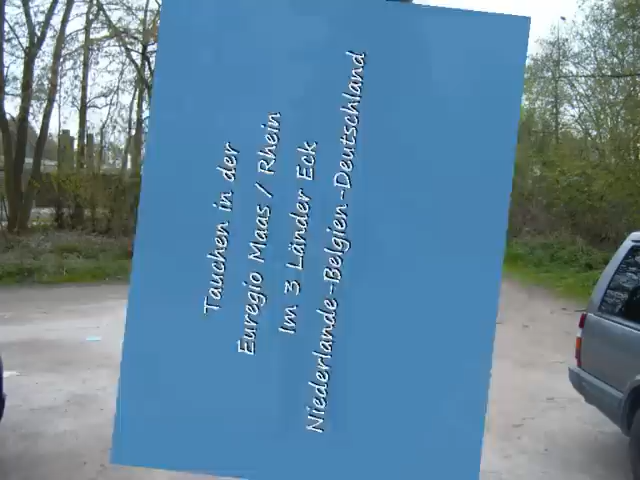 Tauchen in der
Euregio Maas / Rhein
Im 3 Länder Eck
Niederlande-Belgien-Deutschland